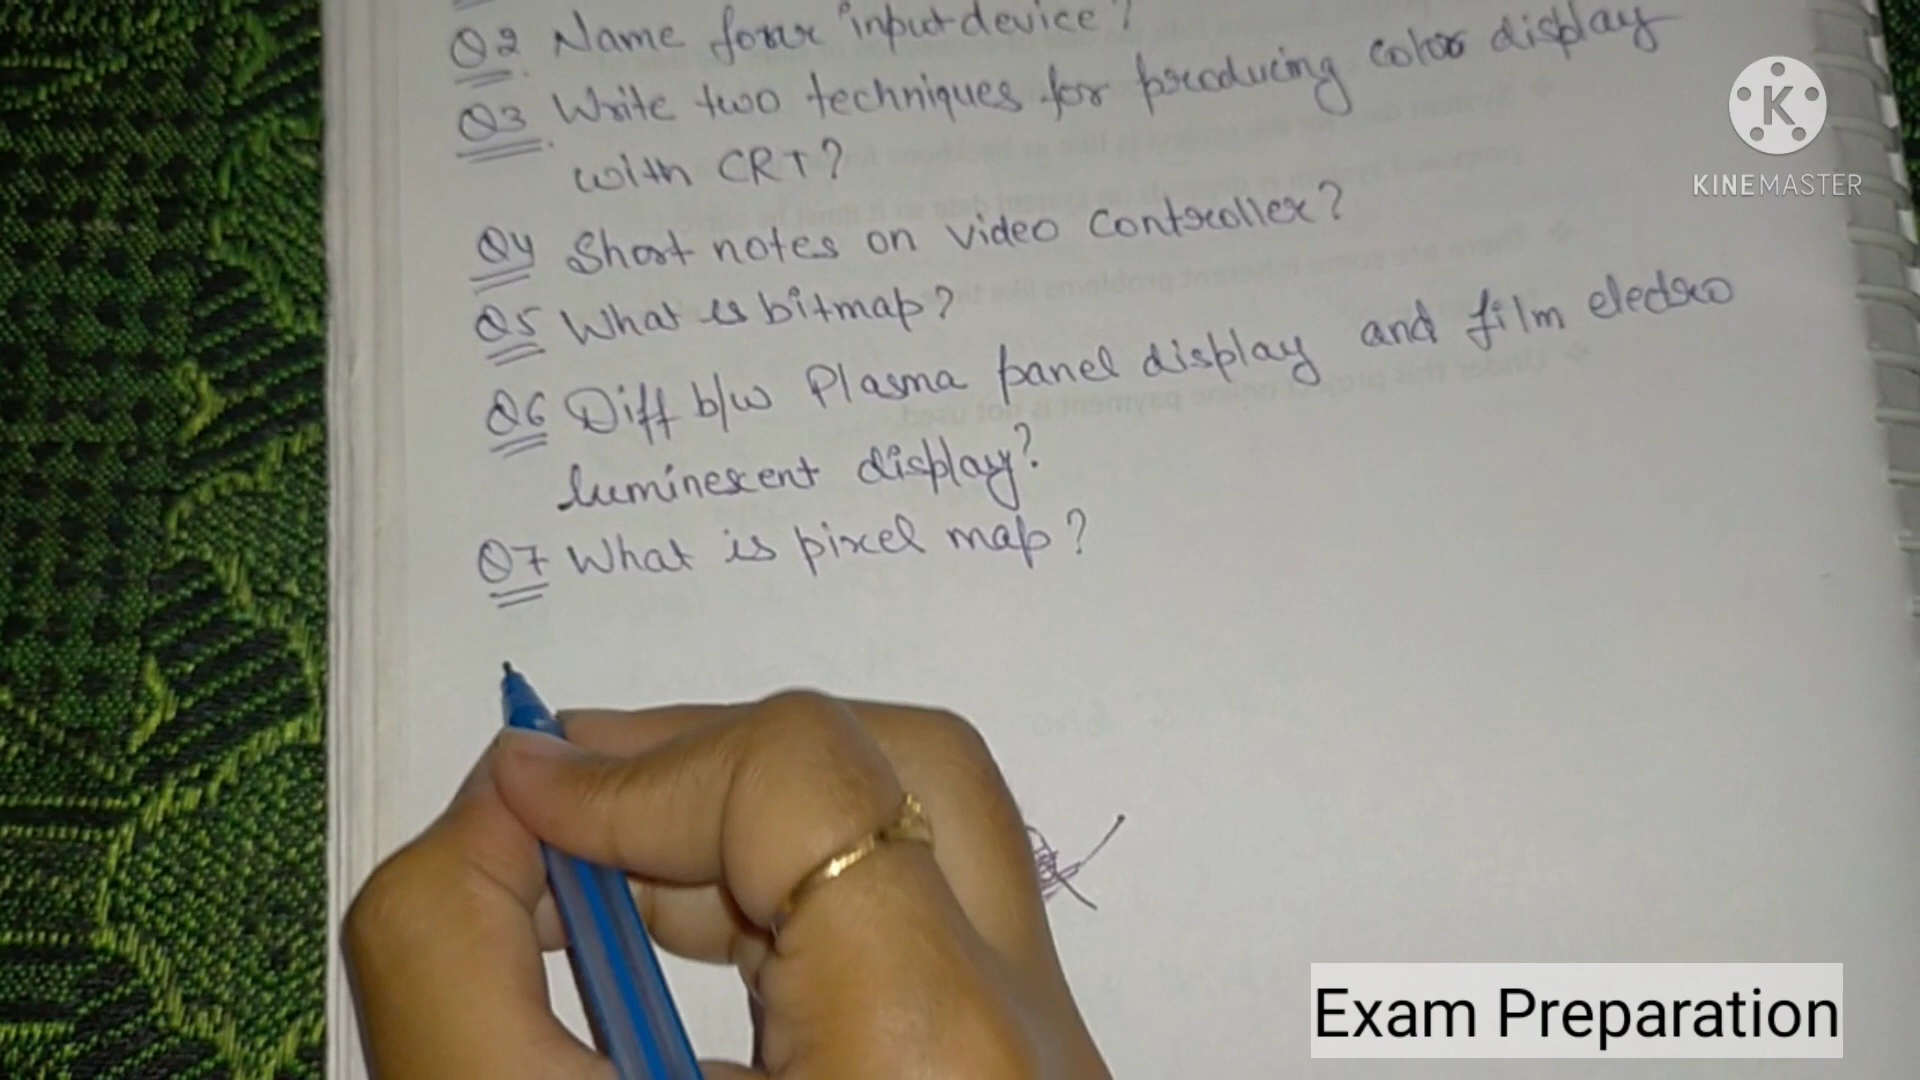 Q2 Name four input device?
Q3 Write two techniques for producing color display
with CRT?
Q4 Short notes on video controller?
Q5 What is bitmap?
Q6 Diff b/w Plasma panel display and film electro
luminescent display?
Q7 What is pixel map?
K
KINEMASTER
Exam Preparation